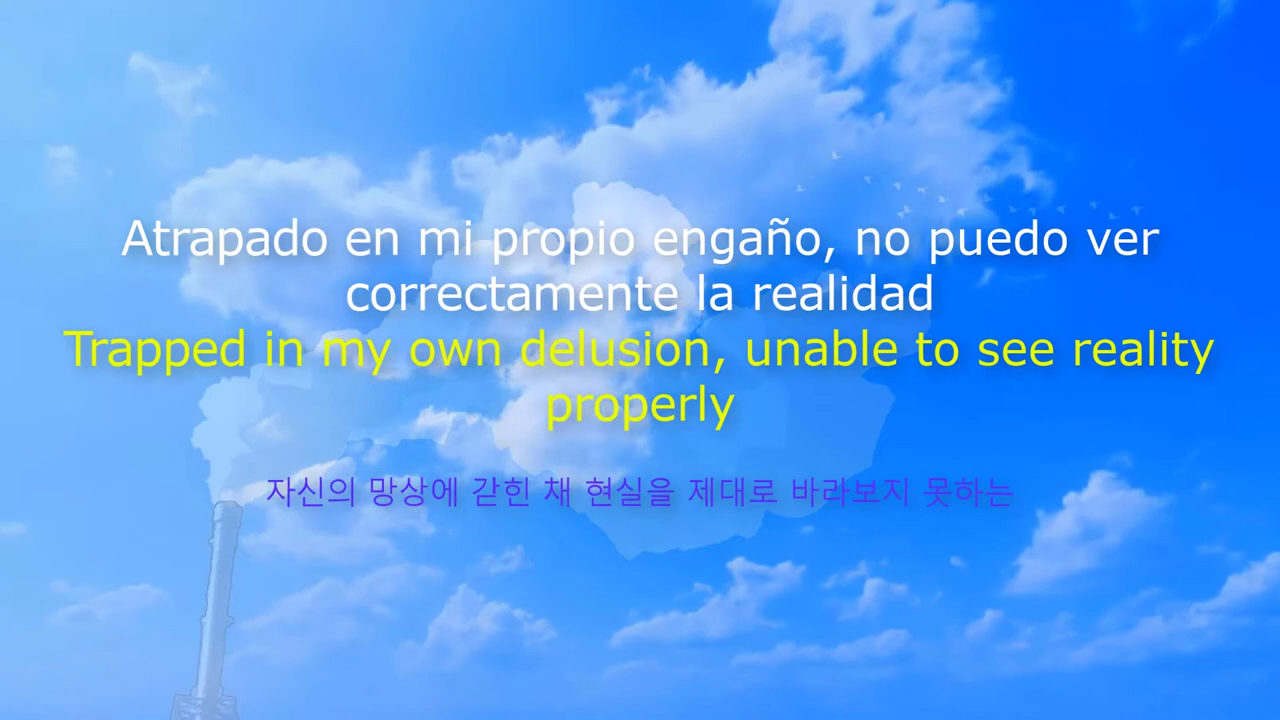 Atrapado en mi propio engaño, no puedo ver
correctamente la realidad
Trapped in my own delusion, unable to see reality
properly
자신의 망상에 갇힌 채 현실을 제대로 바라보지 못하는